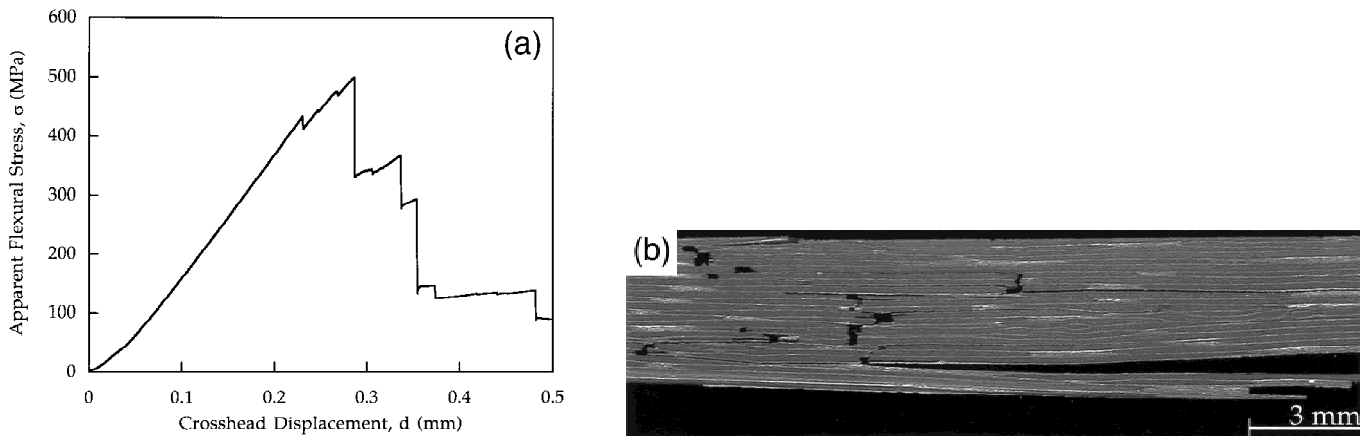 (a)
Apparent Flexural Stress, σ (MPa)
600
500
400
300
200
100
0
0
0.1
0.2
0.3
0.4
0.5
Crosshead Displacement, d (mm)
(b)
3 mm